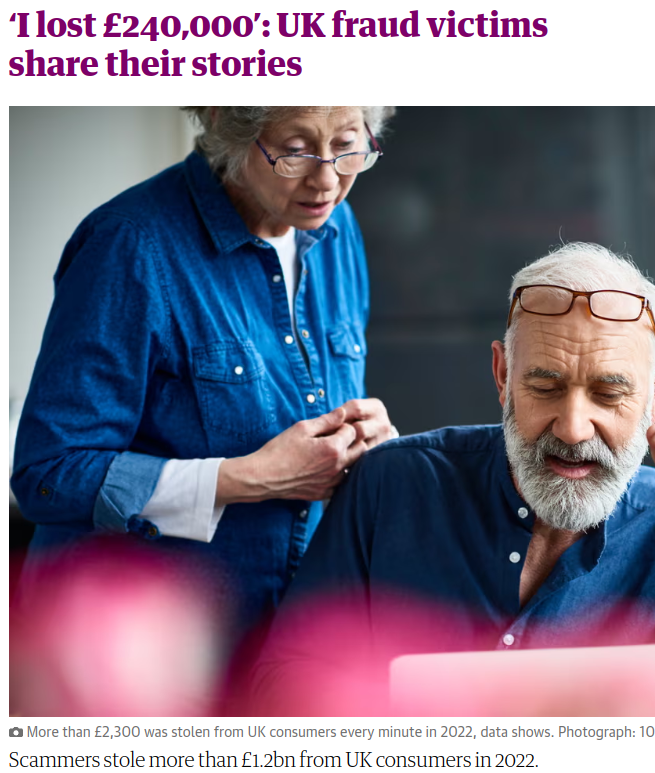 ‘I lost £240,000’: UK fraud victims
share their stories
More than £2,300 was stolen from UK consumers every minute in 2022, data shows. Photograph: 10
Scammers stole more than £1.2bn from UK consumers in 2022.